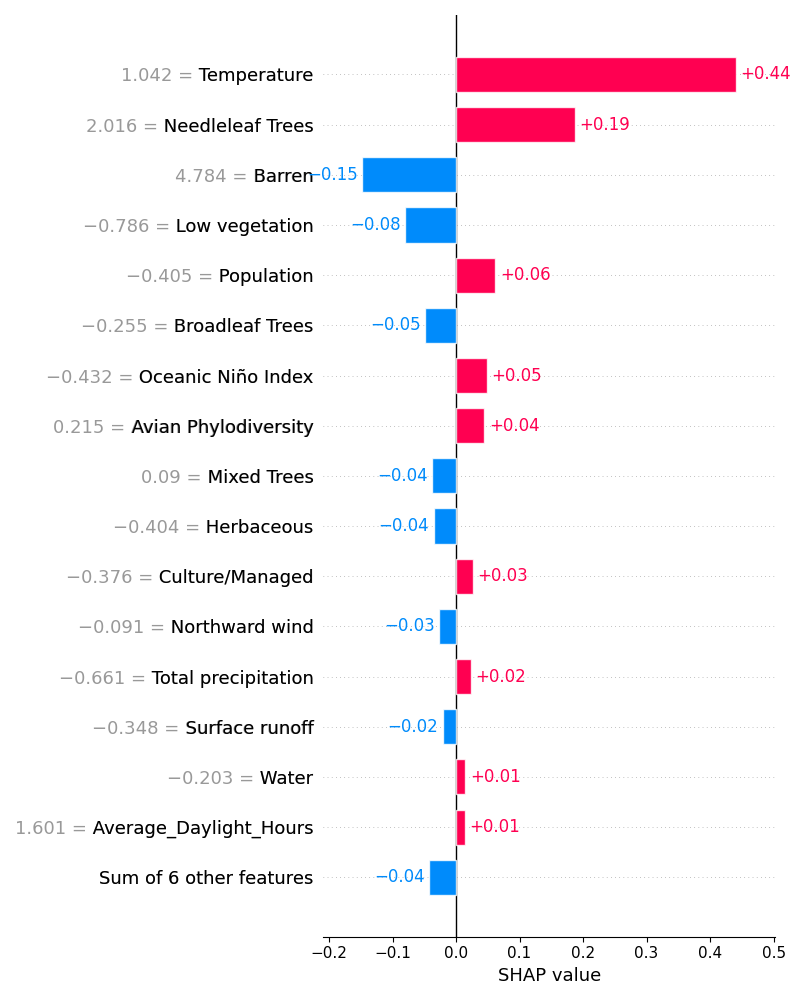 1.042 = Temperature +0.44
2.016 = Needleleaf Trees +0.19
4.784 = Barren −0.15
−0.786 = Low vegetation −0.08
−0.405 = Population +0.06
−0.255 = Broadleaf Trees −0.05
−0.432 = Oceanic Niño Index +0.05
0.215 = Avian Phylodiversity +0.04
0.09 = Mixed Trees −0.04
−0.404 = Herbaceous −0.04
−0.376 = Culture/Managed +0.03
−0.091 = Northward wind −0.03
−0.661 = Total precipitation +0.02
−0.348 = Surface runoff −0.02
−0.203 = Water +0.01
1.601 = Average_Daylight_Hours +0.01
Sum of 6 other features −0.04
−0.2 −0.1 0.0 0.1 0.2 0.3 0.4 0.5
SHAP value